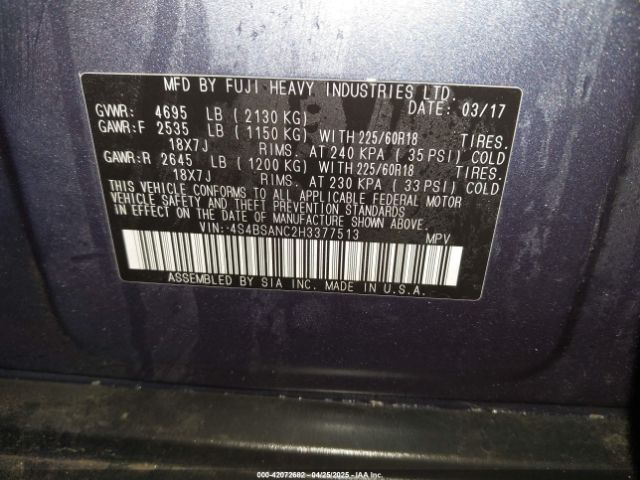 MFD BY FUJI HEAVY INDUSTRIES LTD.
GVWR: 4695 LB (2130 KG) DATE: 03/17
GAWR:F 2535 LB (1150 KG) WITH 225/60R18 TIRES.
18X7J RIMS. AT 240 KPA (35 PSI) COLD
GAWR:R 2645 LB (1200 KG) WITH 225/60R18 TIRES.
18X7J RIMS. AT 230 KPA (33 PSI) COLD
THIS VEHICLE CONFORMS TO ALL APPLICABLE FEDERAL MOTOR
VEHICLE SAFETY AND THEFT PREVENTION STANDARDS
IN EFFECT ON THE DATE OF MANUFACTURE SHOWN ABOVE.
VIN: 4S4BSANC2H3377513 MPV
ASSEMBLED BY SIA INC. MADE IN U.S.A.
000-42072682 - 04/25/2025 - IAA Inc.